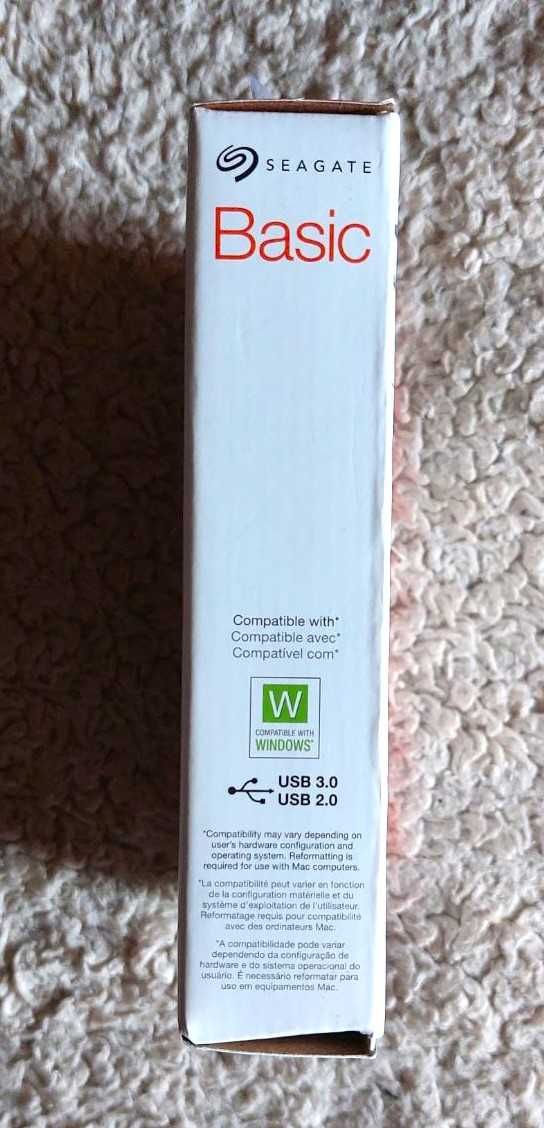 SEAGATE
Basic
Compatible with*
Compatible avec*
Compatível com*
W
COMPATIBLE WITH
WINDOWS*
USB 3.0
USB 2.0
*Compatibility may vary depending on
user's hardware configuration and
operating system. Reformatting is
required for use with Mac computers.
*La compatibilité peut varier en fonction
de la configuration matérielle et du
système d'exploitation de l'utilisateur.
Reformatage requis pour compatibilité
avec des ordinateurs Mac.
*A compatibilidade pode variar
dependendo da configuração de
hardware e do sistema operacional do
usuário. É necessário reformatar para
uso em equipamentos Mac.